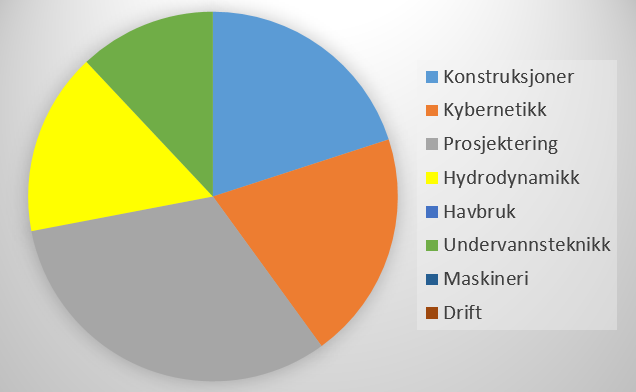 Konstruksjoner
Kybernetikk
Prosjektering
Hydrodynamikk
Havbruk
Undervannsteknikk
Maskineri
Drift